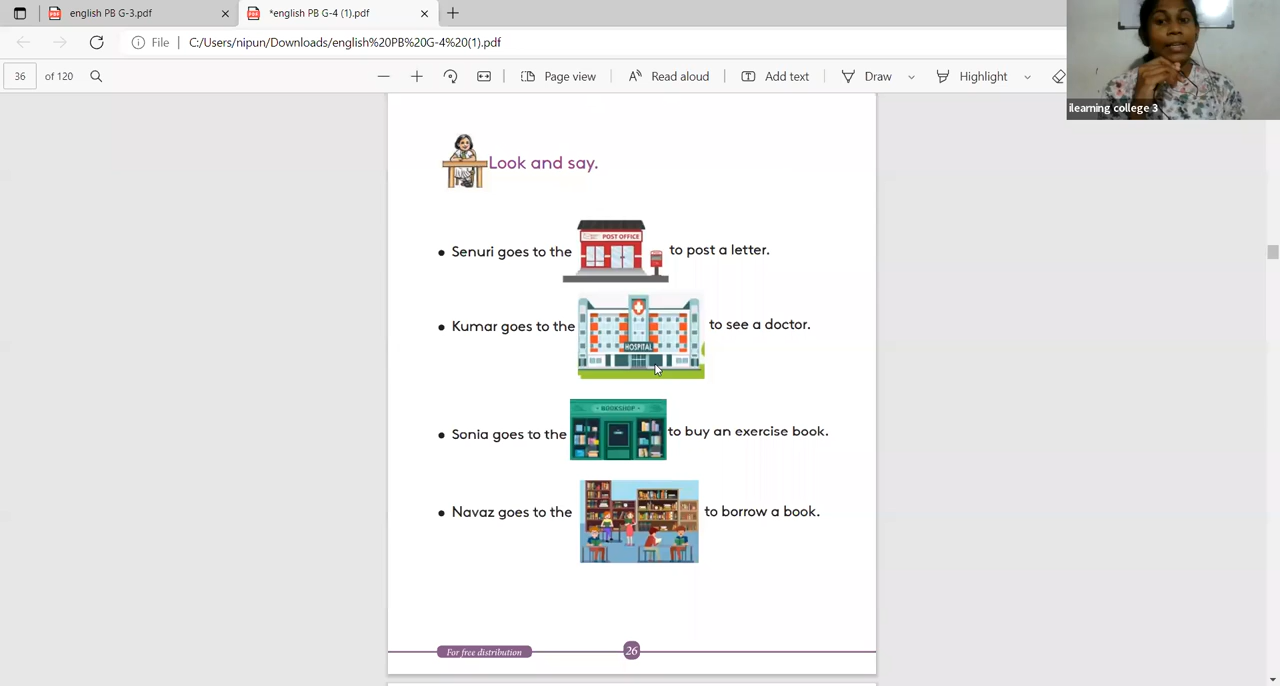 english PB G-3.pdf
*english PB G-4 (1).pdf
File
C:/Users/nipun/Downloads/english%20PB%20G-4%20(1).pdf
36 of 120
Page view
Read aloud
Add text
Draw
Highlight
ilearning college 3
Look and say.
• Senuri goes to the POST OFFICE to post a letter.
• Kumar goes to the HOSPITAL to see a doctor.
• Sonia goes to the BOOKSHOP to buy an exercise book.
• Navaz goes to the to borrow a book.
For free distribution
26